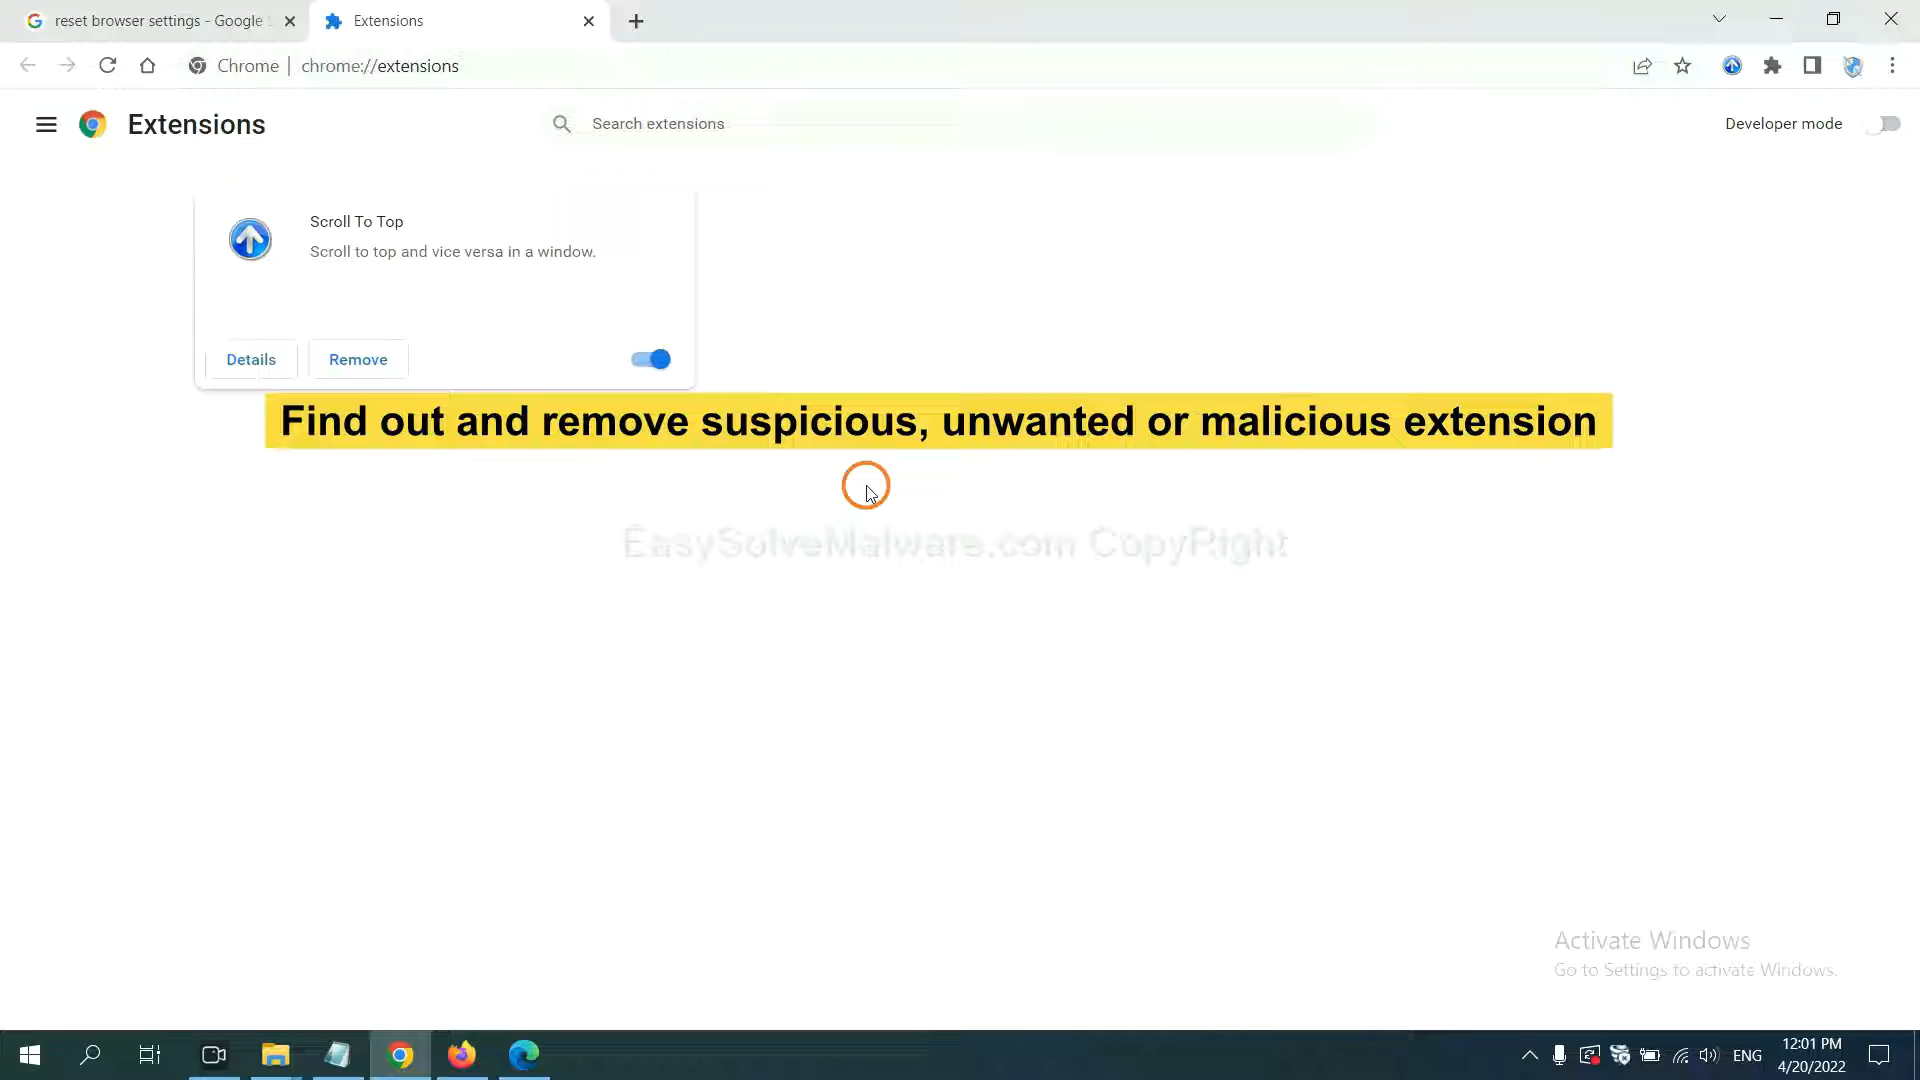 reset browser settings - Google
Extensions
Chrome
chrome://extensions
Extensions
Search extensions
Developer mode
Scroll To Top
Scroll to top and vice versa in a window.
Details
Remove
Find out and remove suspicious, unwanted or malicious extension
EasySolveMalware.com CopyRight
Activate Windows
Go to Settings to activate Windows.
ENG
12:01 PM
4/20/2022